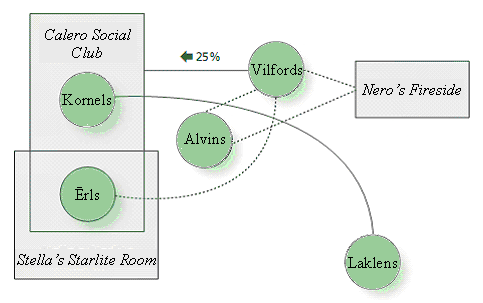 Calero Social
Club
25%
Vilfords
Kornels
Nero's Fireside
Alvins
Ērls
Stella's Starlite Room
Laklens